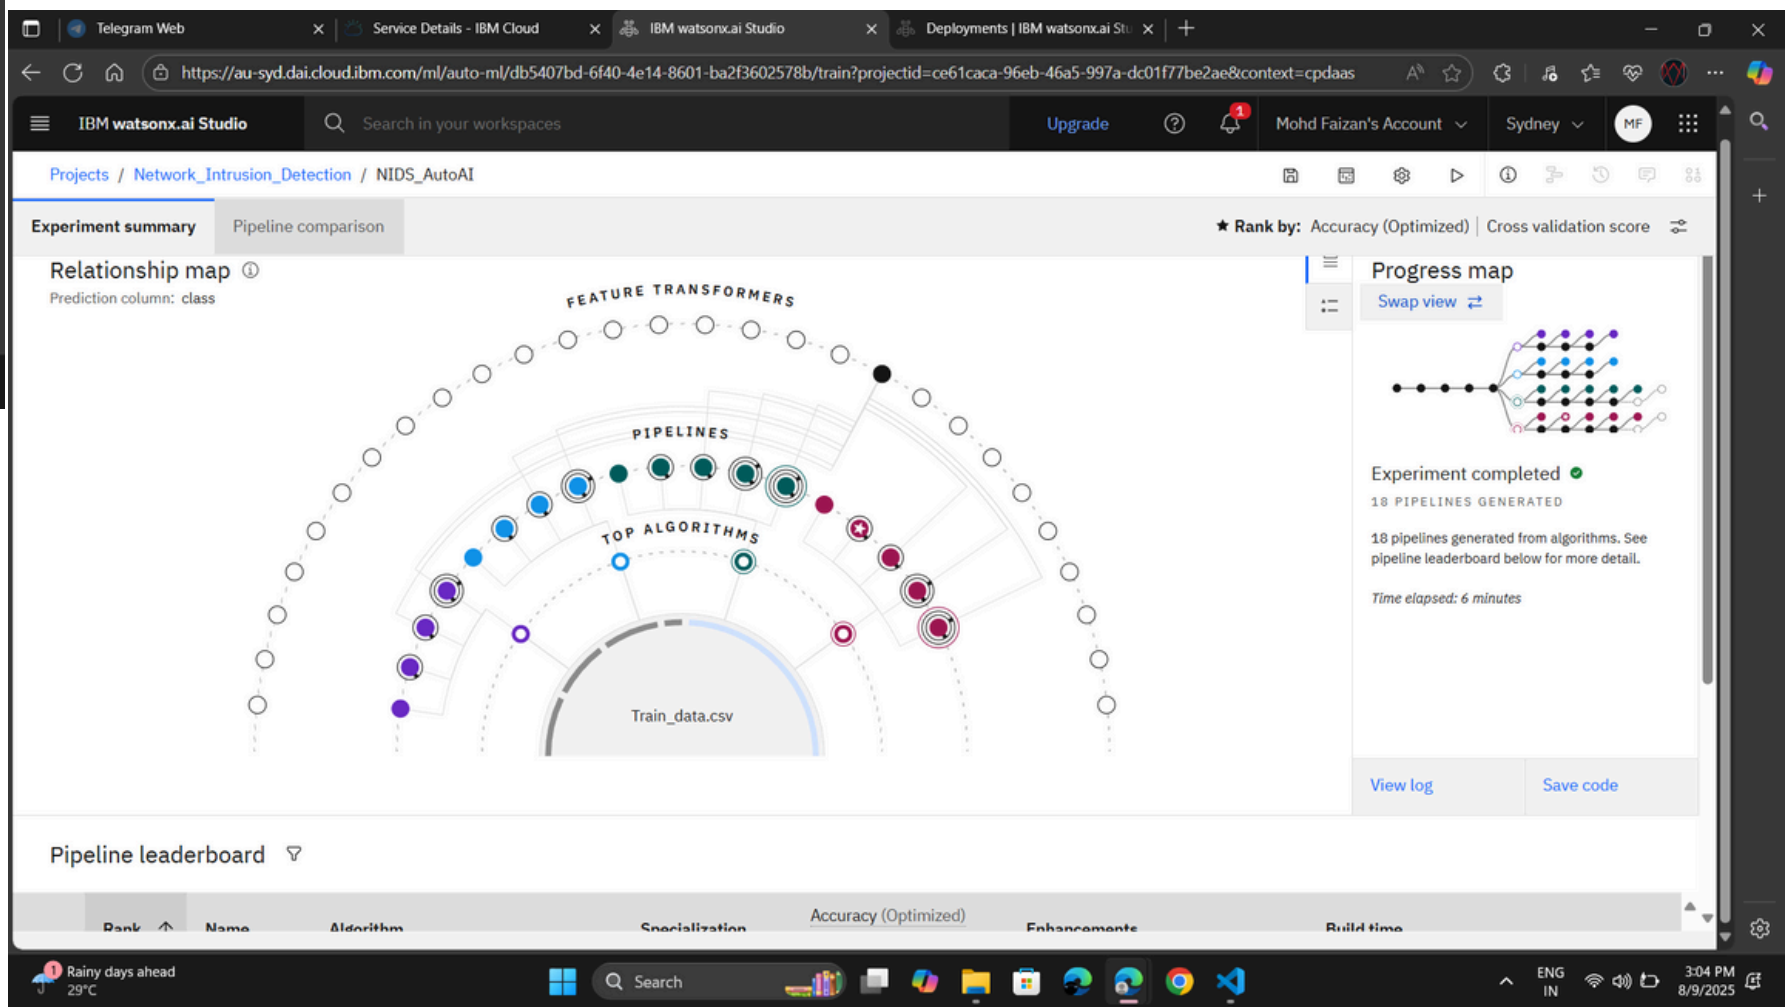 Telegram Web
Service Details - IBM Cloud
IBM watsonx.ai Studio
Deployments | IBM watsonx.ai Stu
https://au-syd.dai.cloud.ibm.com/ml/auto-ml/db5407bd-6f40-4e14-8601-ba2f3602578b/train?projectid=ce61caca-96eb-46a5-997a-dc01f77be2ae&context=cpdaas
IBM watsonx.ai Studio
Search in your workspaces
Upgrade
1
Mohd Faizan's Account
Sydney
MF
Projects / Network_Intrusion_Detection / NIDS_AutoAI
Experiment summary
Pipeline comparison
Rank by: Accuracy (Optimized) | Cross validation score
Relationship map
Prediction column: class
FEATURE TRANSFORMERS
PIPELINES
TOP ALGORITHMS
Train_data.csv
Progress map
Swap view
Experiment completed
18 PIPELINES GENERATED
18 pipelines generated from algorithms. See
pipeline leaderboard below for more detail.
Time elapsed: 6 minutes
View log
Save code
Pipeline leaderboard
Rank
Name
Algorithm
Specialization
Accuracy (Optimized)
Enhancements
Build time
1
Rainy days ahead
29°C
Search
ENG
IN
3:04 PM
8/9/2025